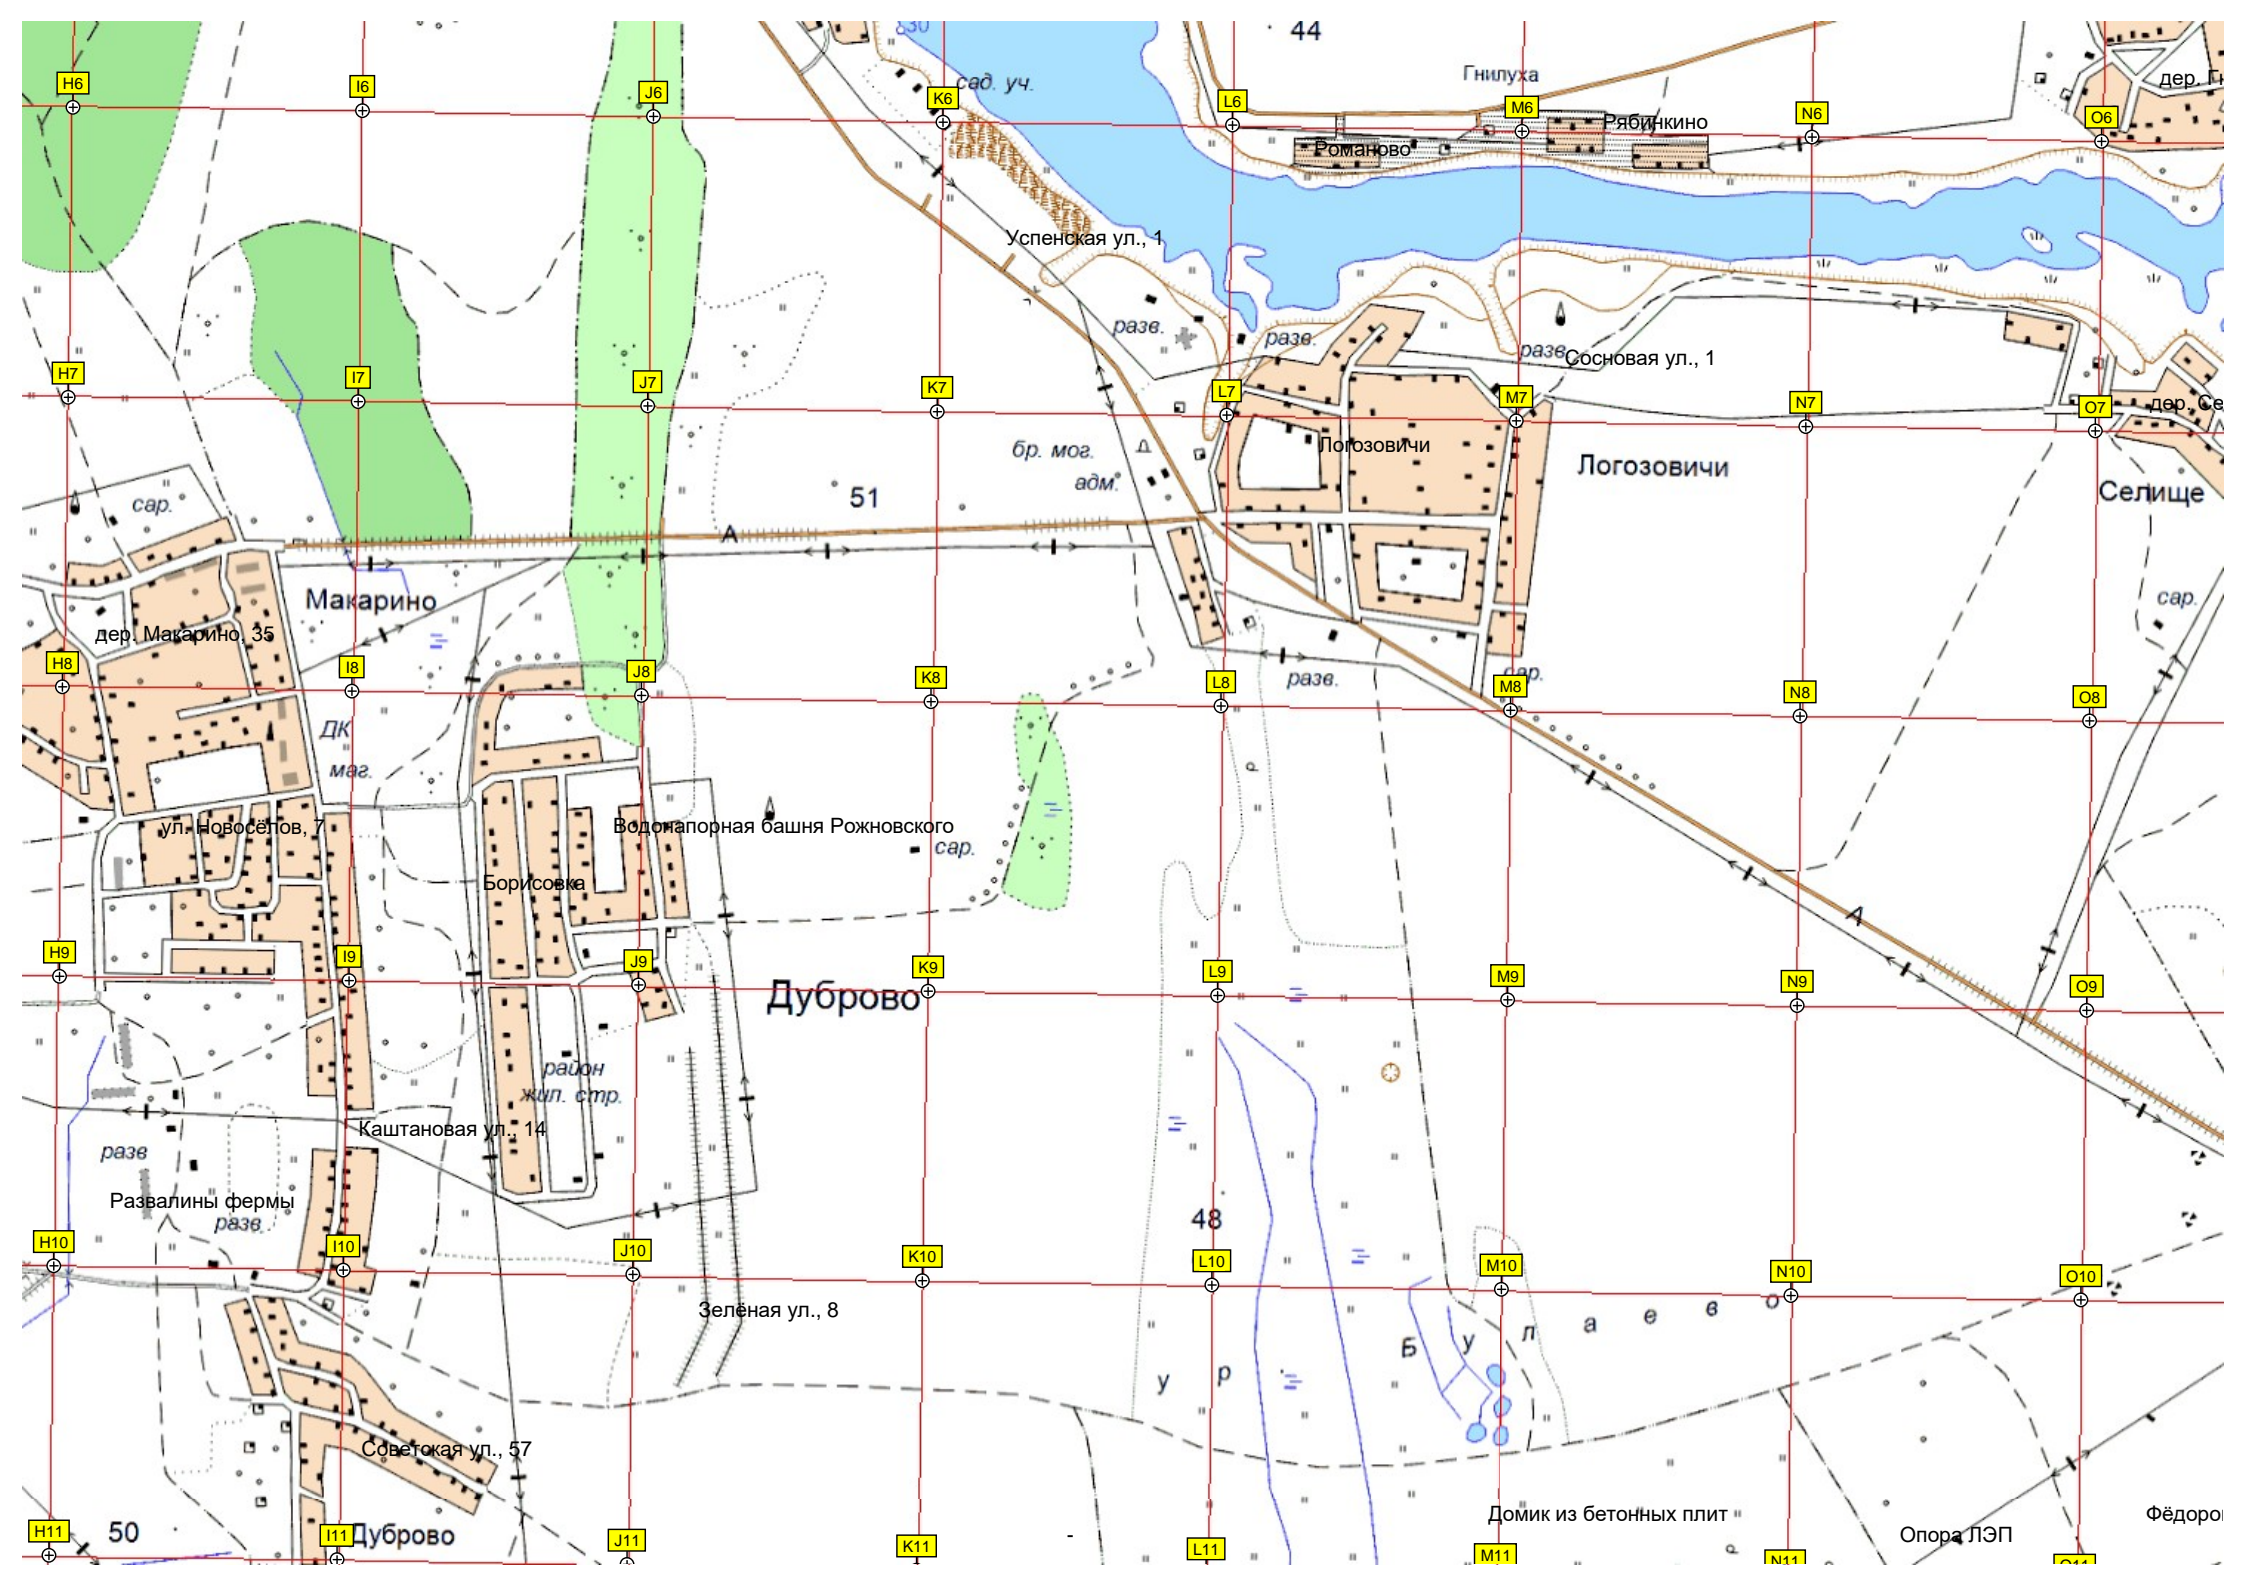 30
44
Гнилуха
дер. Гн
H6
I6
J6
K6
сад. уч.
L6
M6
Рябинкино
N6
O6
Романово
Успенская ул., 1
разв.
разв.
разв.
Сосновая ул., 1
H7
I7
J7
K7
L7
M7
N7
O7
дер. Се
Логозовичи
бр. мог.
адм.
Логозовичи
51
Селище
сар.
А
Макарино
сар.
дер. Макарино, 35
H8
I8
J8
K8
L8
разв.
M8
сар.
N8
O8
ДК
маг.
ул. Новосёлов, 7
Водонапорная башня Рожновского
сар.
Борисовка
А
H9
I9
J9
K9
L9
M9
N9
O9
Дуброво
район
жил. стр.
Каштановая ул., 14
разв
Развалины фермы
разв
48
H10
I10
J10
K10
L10
M10
N10
O10
Зелёная ул., 8
ур Булаево
Советская ул., 57
Домик из бетонных плит
Фёдоро
50
Дуброво
Опора ЛЭП
H11
I11
J11
K11
L11
M11
N11
O11